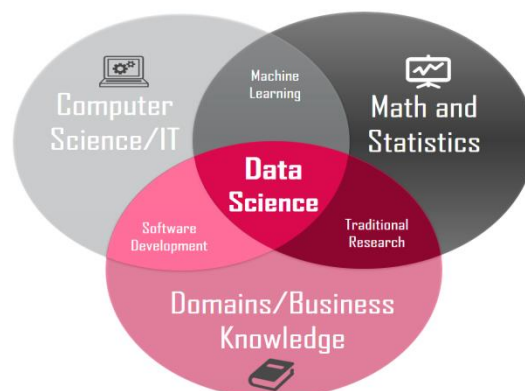 Machine
Learning
Computer
Science/IT
Math and
Statistics
Data
Science
Software
Development
Traditional
Research
Domains/Business
Knowledge